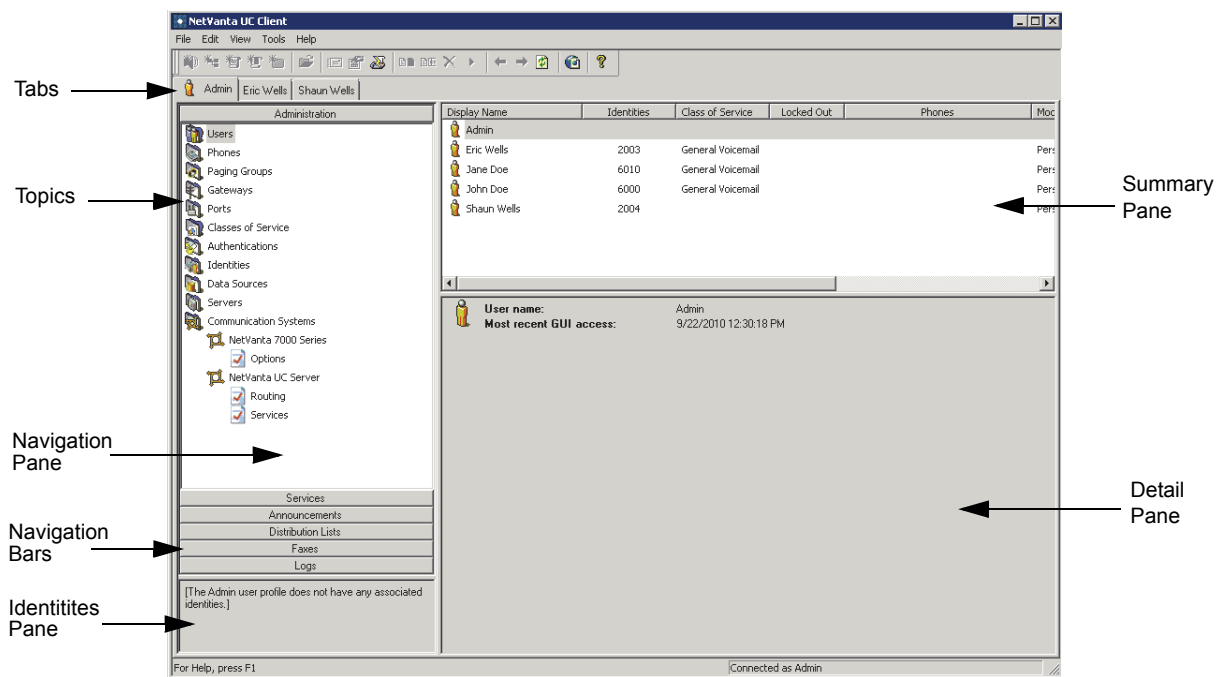 NetVanta UC Client
File Edit View Tools Help
Tabs
Admin Eric Wells Shaun Wells
Administration
Users
Phones
Paging Groups
Gateways
Ports
Classes of Service
Authentications
Identities
Data Sources
Servers
Communication Systems
NetVanta 7000 Series
Options
NetVanta UC Server
Routing
Services
Topics
Navigation
Pane
Services
Announcements
Distribution Lists
Faxes
Logs
Navigation
Bars
[The Admin user profile does not have any associated
identities.]
Identitites
Pane
Display Name Identities Class of Service Locked Out Phones Moc
Admin
Eric Wells 2003 General Voicemail Pers
Jane Doe 6010 General Voicemail Pers
John Doe 6000 General Voicemail Pers
Shaun Wells 2004 Pers
Summary
Pane
User name: Admin
Most recent GUI access: 9/22/2010 12:30:18 PM
Detail
Pane
For Help, press F1 Connected as Admin